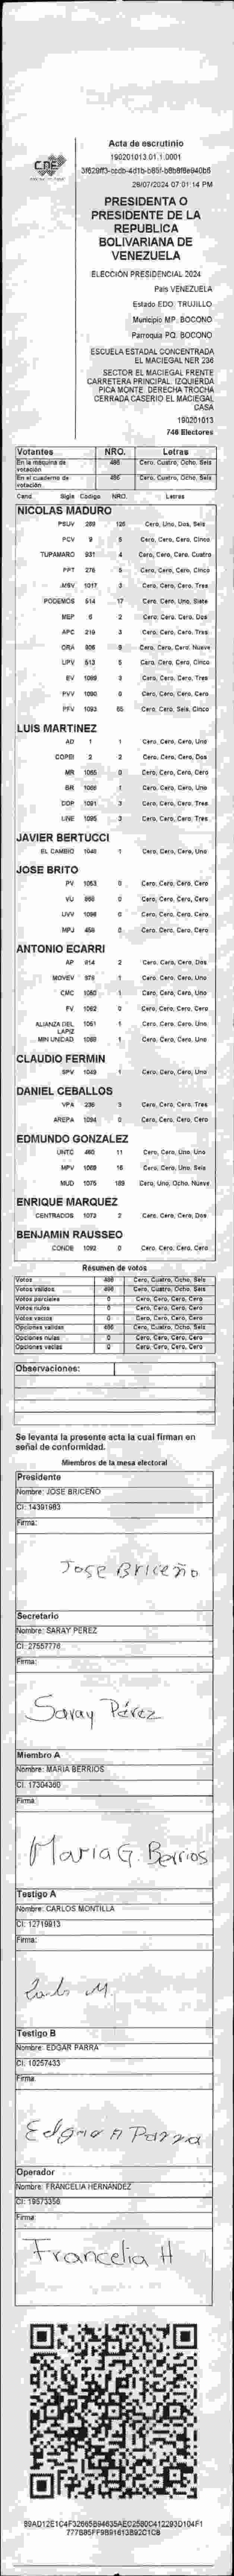 CNE
Acta de escrutinio
190201013.01.1.0001
28/07/2024 07:01:14 PM
PRESIDENTA O
PRESIDENTE DE LA
REPUBLICA
BOLIVARIANA DE
VENEZUELA
ELECCIÓN PRESIDENCIAL 2024
País VENEZUELA
Estado EDO. TRUJILLO
Municipio MP. BOCONO
Parroquia PQ. BOCONO
ESCUELA ESTADAL CONCENTRADA
EL MACIEGAL NER 236
SECTOR EL MACIEGAL FRENTE
CARRETERA PRINCIPAL. IZQUIERDA
PICA MONTE. DERECHA TROCHA
CERRADA CASERIO EL MACIEGAL
CASA
190201013
746 Electores
Votantes NRO. Letras
En la máquina de votación 486 Cero, Cuatro, Ocho, Seis
En el cuaderno de votación 486 Cero, Cuatro, Ocho, Seis
Cand Sigla Código NRO. Letras
NICOLAS MADURO
PSUV 269 126 Cero, Uno, Dos, Seis
PCV 9 5 Cero, Cero, Cero, Cinco
TUPAMARO 931 4 Cero, Cero, Cero, Cuatro
PPT 276 5 Cero, Cero, Cero, Cinco
MSV 1017 3 Cero, Cero, Cero, Tres
PODEMOS 514 17 Cero, Cero, Uno, Siete
MEP 6 2 Cero, Cero, Cero, Dos
APC 219 3 Cero, Cero, Cero, Tres
ORA 906 9 Cero, Cero, Cero, Nueve
UPV 513 5 Cero, Cero, Cero, Cinco
EV 1089 3 Cero, Cero, Cero, Tres
PVV 1090 0 Cero, Cero, Cero, Cero
PFV 1093 65 Cero, Cero, Seis, Cinco
LUIS MARTINEZ
AD 1 1 Cero, Cero, Cero, Uno
COPEI 2 2 Cero, Cero, Cero, Dos
MR 1065 0 Cero, Cero, Cero, Cero
BR 1006 1 Cero, Cero, Cero, Uno
DDP 1091 3 Cero, Cero, Cero, Tres
UNE 1095 3 Cero, Cero, Cero, Tres
JAVIER BERTUCCI
EL CAMBIO 1048 1 Cero, Cero, Cero, Uno
JOSE BRITO
PV 1053 0 Cero, Cero, Cero, Cero
VU 868 0 Cero, Cero, Cero, Cero
UVV 1096 0 Cero, Cero, Cero, Cero
MPJ 458 0 Cero, Cero, Cero, Cero
ANTONIO ECARRI
AP 914 2 Cero, Cero, Cero, Dos
MOVEV 978 1 Cero, Cero, Cero, Uno
CMC 1080 1 Cero, Cero, Cero, Uno
FV 1082 0 Cero, Cero, Cero, Cero
ALIANZA DEL LAPIZ 1051 1 Cero, Cero, Cero, Uno
MIN UNIDAD 1088 1 Cero, Cero, Cero, Uno
CLAUDIO FERMIN
SPV 1049 1 Cero, Cero, Cero, Uno
DANIEL CEBALLOS
VPA 236 3 Cero, Cero, Cero, Tres
AREPA 1094 0 Cero, Cero, Cero, Cero
EDMUNDO GONZALEZ
UNTC 460 11 Cero, Cero, Uno, Uno
MPV 1069 16 Cero, Cero, Uno, Seis
MUD 1075 189 Cero, Uno, Ocho, Nueve
ENRIQUE MARQUEZ
CENTRADOS 1073 2 Cero, Cero, Cero, Dos
BENJAMIN RAUSSEO
CONDE 1092 0 Cero, Cero, Cero, Cero
Resumen de votos
Votos 486 Cero, Cuatro, Ocho, Seis
Votos validos 486 Cero, Cuatro, Ocho, Seis
Votos parciales 0 Cero, Cero, Cero, Cero
Votos nulos 0 Cero, Cero, Cero, Cero
Votos vacios 0 Cero, Cero, Cero, Cero
Opciones validas 486 Cero, Cuatro, Ocho, Seis
Opciones nulas 0 Cero, Cero, Cero, Cero
Opciones vacias 0 Cero, Cero, Cero, Cero
Observaciones:
Se levanta la presente acta la cual firman en
señal de conformidad.
Miembros de la mesa electoral
Presidente
Nombre: JOSE BRICEÑO
CI: 14391983
Firma:
Jose Briceño
Secretario
Nombre: SARAY PEREZ
CI: 27557776
Firma:
Saray Pérez
Miembro A
Nombre: MARIA BERRIOS
CI: 17304360
Firma:
Maria G. Berrios
Testigo A
Nombre: CARLOS MONTILLA
CI: 12719913
Firma:
M.
Testigo B
Nombre: EDGAR PARRA
CI: 10257433
Firma:
Edgar A Parra
Operador
Nombre: FRANCELIA HERNANDEZ
CI: 19573356
Firma:
Francelia H